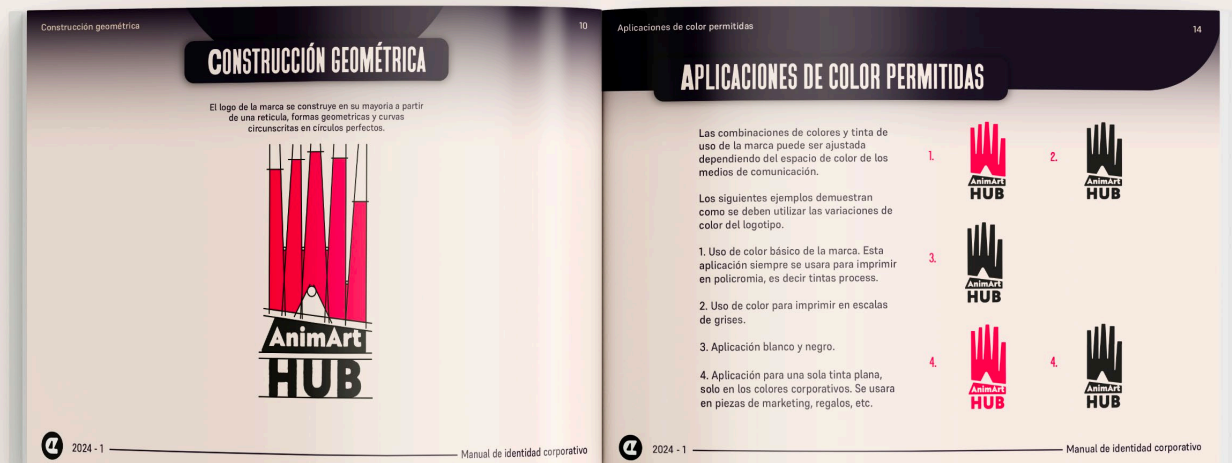 Construcción geométrica
10
CONSTRUCCIÓN GEOMÉTRICA
El logo de la marca se construye en su mayoria a partir
de una reticula, formas geometricas y curvas
circunscritas en círculos perfectos.
AnimArt
HUB
2024 - 1
Manual de identidad corporativo
Aplicaciones de color permitidas
14
APLICACIONES DE COLOR PERMITIDAS
Las combinaciones de colores y tinta de
uso de la marca puede ser ajustada
dependiendo del espacio de color de los
medios de comunicación.
Los siguientes ejemplos demuestran
como se deben utilizar las variaciones de
color del logotipo.
1. Uso de color básico de la marca. Esta
aplicación siempre se usara para imprimir
en policromia, es decir tintas process.
2. Uso de color para imprimir en escalas
de grises.
3. Aplicación blanco y negro.
4. Aplicación para una sola tinta plana,
solo en los colores corporativos. Se usara
en piezas de marketing, regalos, etc.
1.
AnimArt
HUB
2.
AnimArt
HUB
3.
AnimArt
HUB
4.
AnimArt
HUB
4.
AnimArt
HUB
2024 - 1
Manual de identidad corporativo